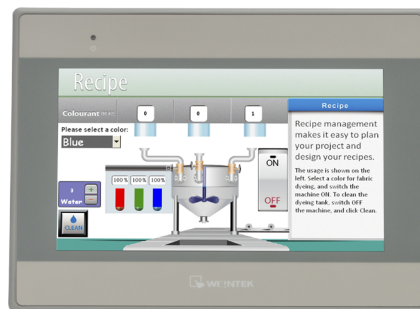 Recipe
Colourant
0
0
1
Please select a color:
Blue
100% 100% 100%
3
+
Water
-
CLEAN
ON
OFF
Recipe
Recipe management
makes it easy to plan
your project and
design your recipes.
The usage is shown on the
left. Select a color for fabric
dyeing, and switch the
machine ON. To clean the
dyeing tank, switch OFF
the machine, and click Clean.
WEINTEK